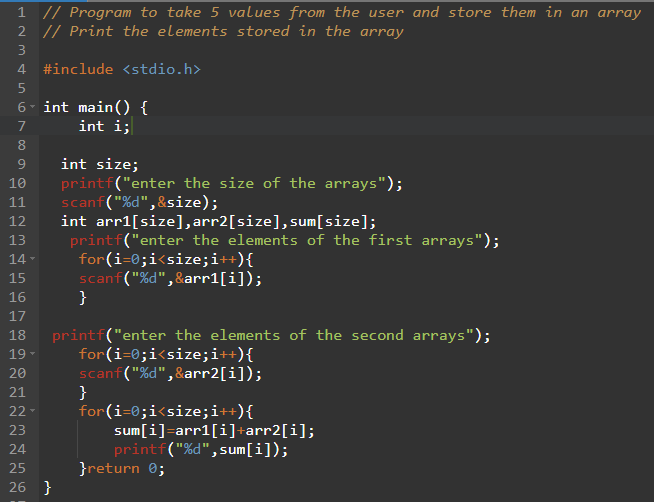 1 // Program to take 5 values from the user and store them in an array
2 // Print the elements stored in the array
3
4 #include <stdio.h>
5
6 int main() {
7     int i;
8
9   int size;
10   printf("enter the size of the arrays");
11   scanf("%d",&size);
12   int arr1[size],arr2[size],sum[size];
13    printf("enter the elements of the first arrays");
14     for(i=0;i<size;i++){
15     scanf("%d",&arr1[i]);
16     }
17
18  printf("enter the elements of the second arrays");
19     for(i=0;i<size;i++){
20     scanf("%d",&arr2[i]);
21     }
22     for(i=0;i<size;i++){
23         sum[i]=arr1[i]+arr2[i];
24         printf("%d",sum[i]);
25     }return 0;
26 }